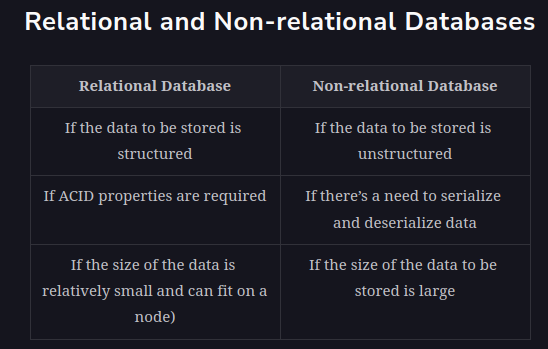 Relational and Non-relational Databases
Relational Database
Non-relational Database
If the data to be stored is
structured
If the data to be stored is
unstructured
If ACID properties are required
If there’s a need to serialize
and deserialize data
If the size of the data is
relatively small and can fit on a
node)
If the size of the data to be
stored is large